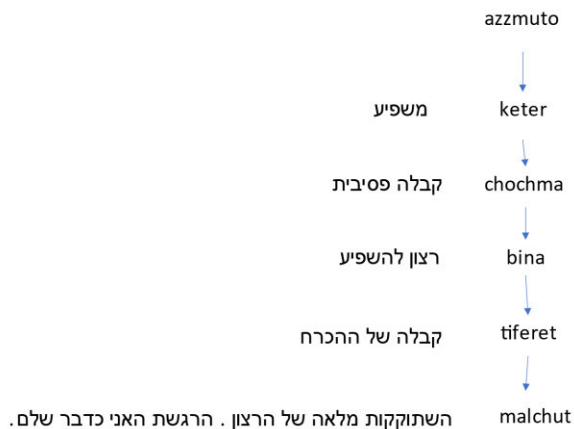 azzmuto
משפיע keter
קבלה פסיבית chochma
רצון להשפיע bina
קבלה של ההכרח tiferet
השתוקקות מלאה של הרצון . הרגשת האני כדבר שלם. malchut